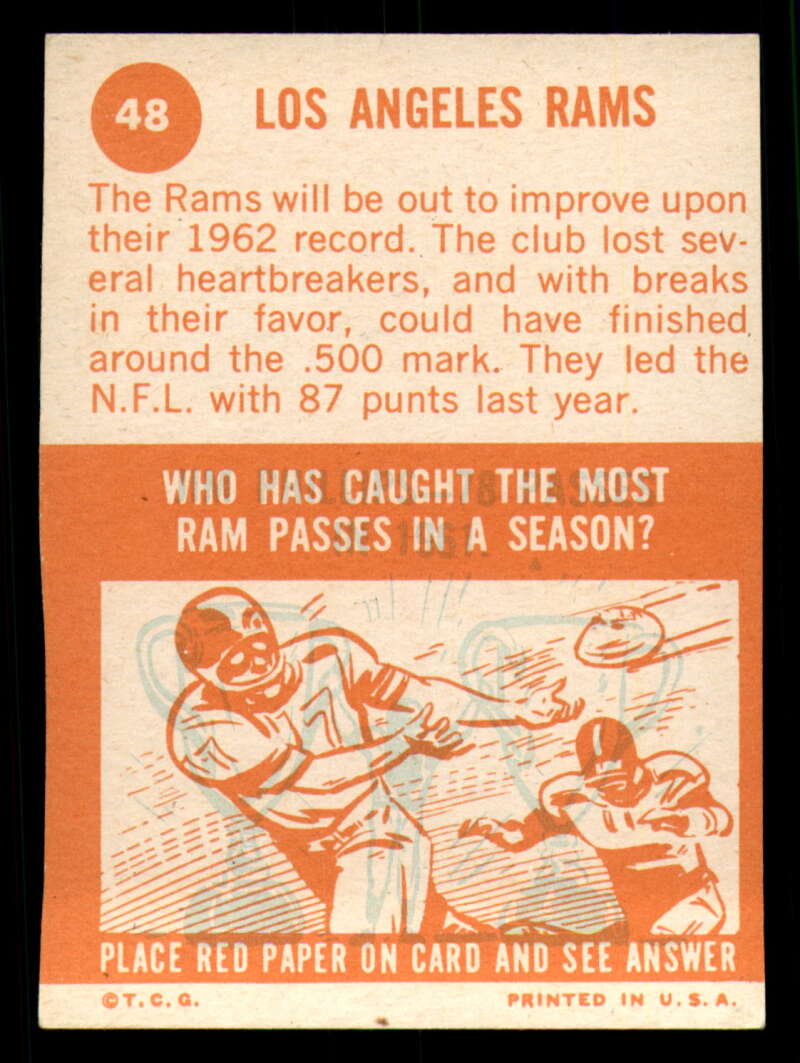 48
LOS ANGELES RAMS
The Rams will be out to improve upon
their 1962 record. The club lost sev-
eral heartbreakers, and with breaks
in their favor, could have finished
around the .500 mark. They led the
N.F.L. with 87 punts last year.
WHO HAS CAUGHT THE MOST
RAM PASSES IN A SEASON?
PLACE RED PAPER ON CARD AND SEE ANSWER
©T.C.G.
PRINTED IN U.S.A.